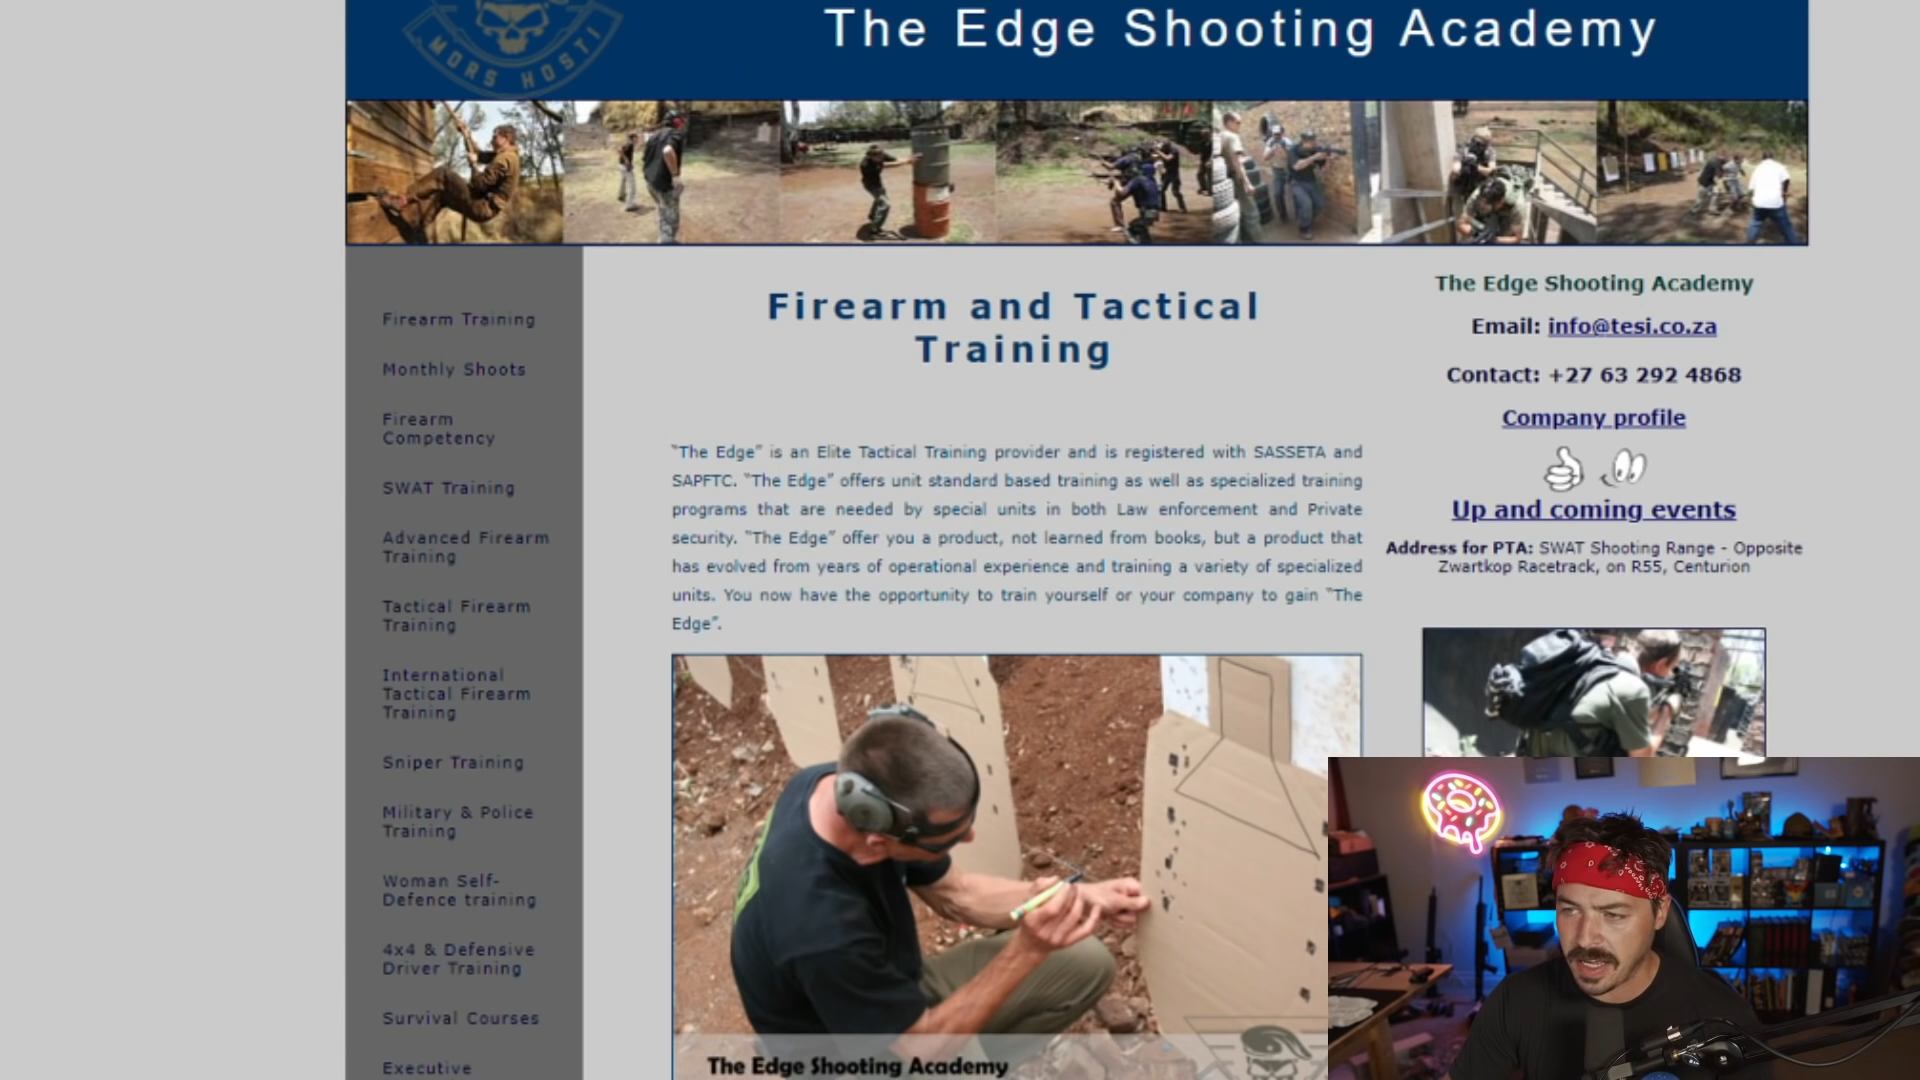 The Edge Shooting Academy
MORS HOSTI
Firearm Training
Monthly Shoots
Firearm
Competency
SWAT Training
Advanced Firearm
Training
Tactical Firearm
Training
International
Tactical Firearm
Training
Sniper Training
Military & Police
Training
Woman Self-
Defence training
4x4 & Defensive
Driver Training
Survival Courses
Executive
Firearm and Tactical
Training
“The Edge” is an Elite Tactical Training provider and is registered with SASSETA and
SAPFTC. “The Edge” offers unit standard based training as well as specialized training
programs that are needed by special units in both Law enforcement and Private
security. “The Edge” offer you a product, not learned from books, but a product that
has evolved from years of operational experience and training a variety of specialized
units. You now have the opportunity to train yourself or your company to gain “The
Edge”.
The Edge Shooting Academy
The Edge Shooting Academy
Email: info@tesi.co.za
Contact: +27 63 292 4868
Company profile
Up and coming events
Address for PTA: SWAT Shooting Range - Opposite
Zwartkop Racetrack, on R55, Centurion